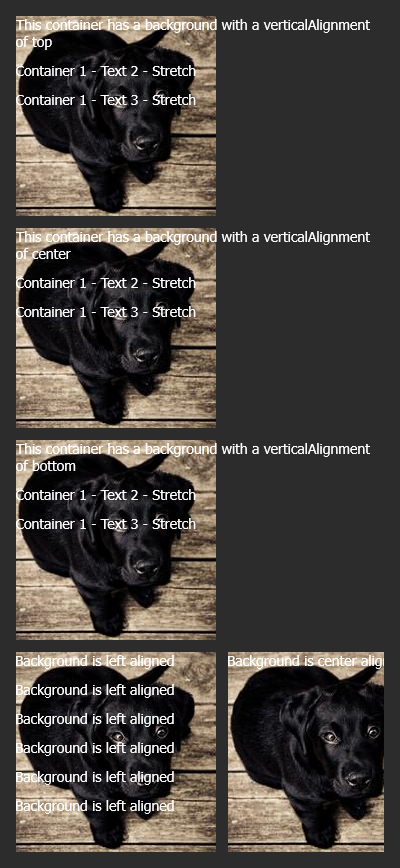 This container has a background with a verticalAlignment
of top
Container 1 - Text 2 - Stretch
Container 1 - Text 3 - Stretch
This container has a background with a verticalAlignment
of center
Container 1 - Text 2 - Stretch
Container 1 - Text 3 - Stretch
This container has a background with a verticalAlignment
of bottom
Container 1 - Text 2 - Stretch
Container 1 - Text 3 - Stretch
Background is left aligned
Background is left aligned
Background is left aligned
Background is left aligned
Background is left aligned
Background is left aligned
Background is center alig